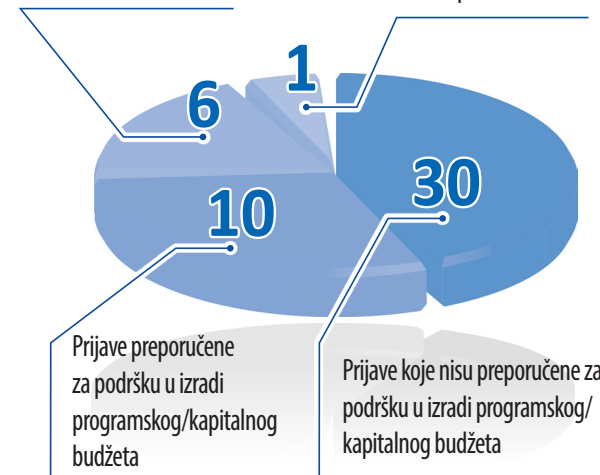 1
6
30
10
Prijave preporučene
za podršku u izradi
programskog/kapitalnog
budžeta
Prijave koje nisu preporučene za
podršku u izradi programskog/
kapitalnog budžeta